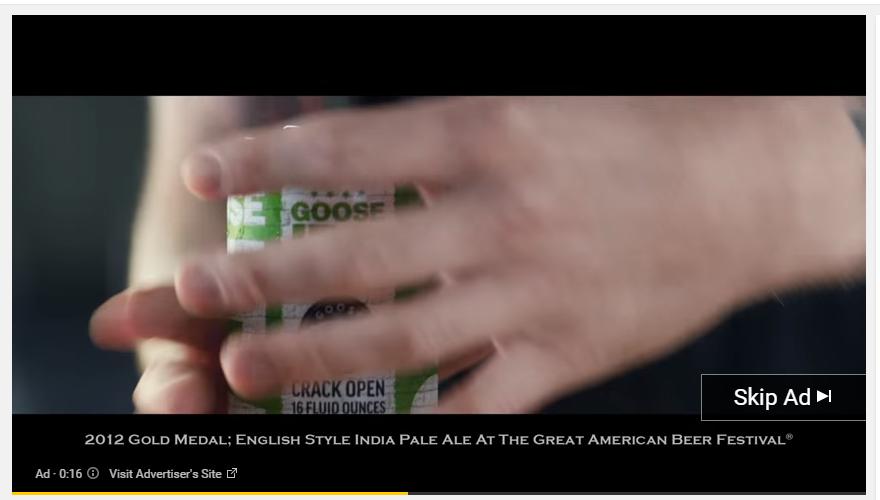 GOOSE
CRACK OPEN
16 FLUID OUNCES
Skip Ad
2012 GOLD MEDAL; ENGLISH STYLE INDIA PALE ALE AT THE GREAT AMERICAN BEER FESTIVAL®
Ad · 0:16 Visit Advertiser's Site